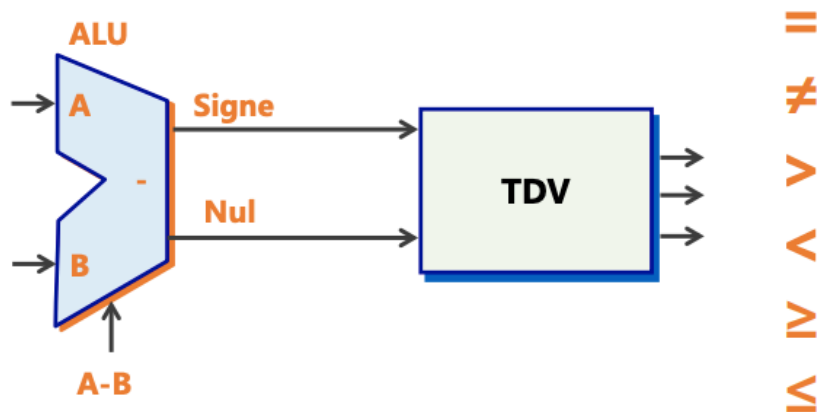 ALU
=
A
Signe
≠
-
TDV
>
Nul
<
B
≥
A-B
≤